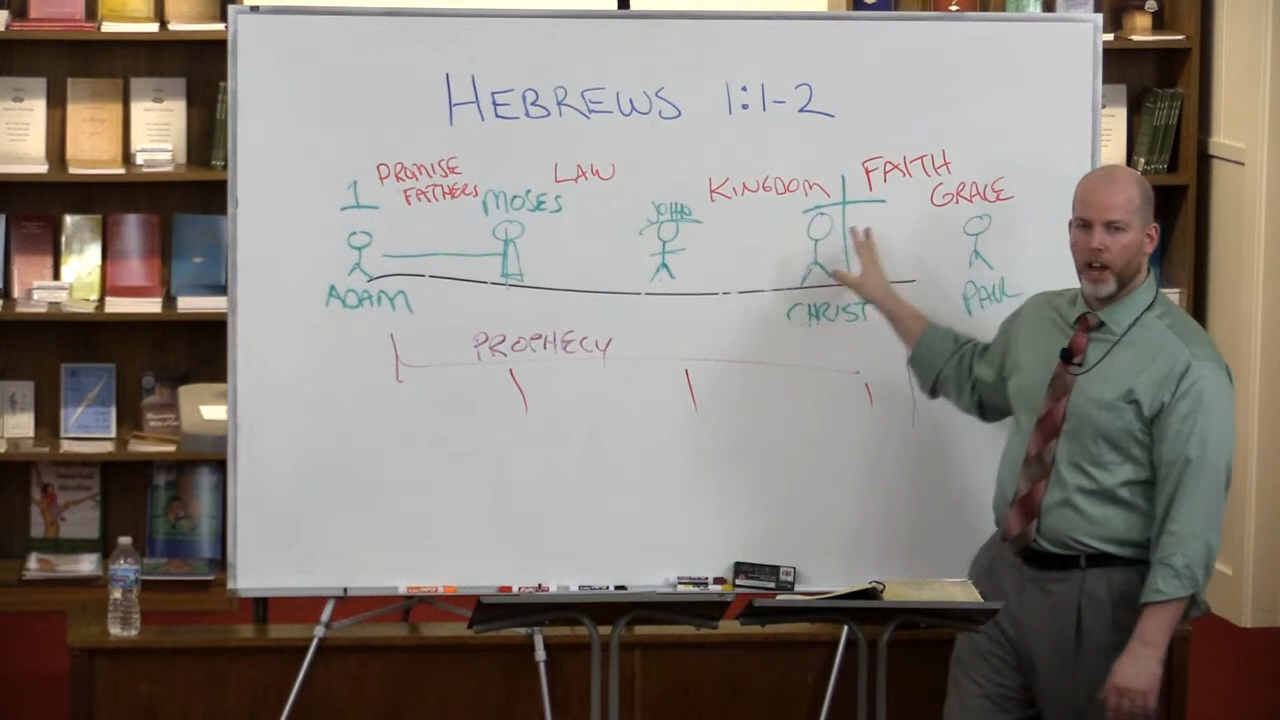 HEBREWS 1:1-2
1 PROMISE FATHERS LAW KINGDOM FAITH GRACE
MOSES JOHN
ADAM CHRIST PAUL
PROPHECY